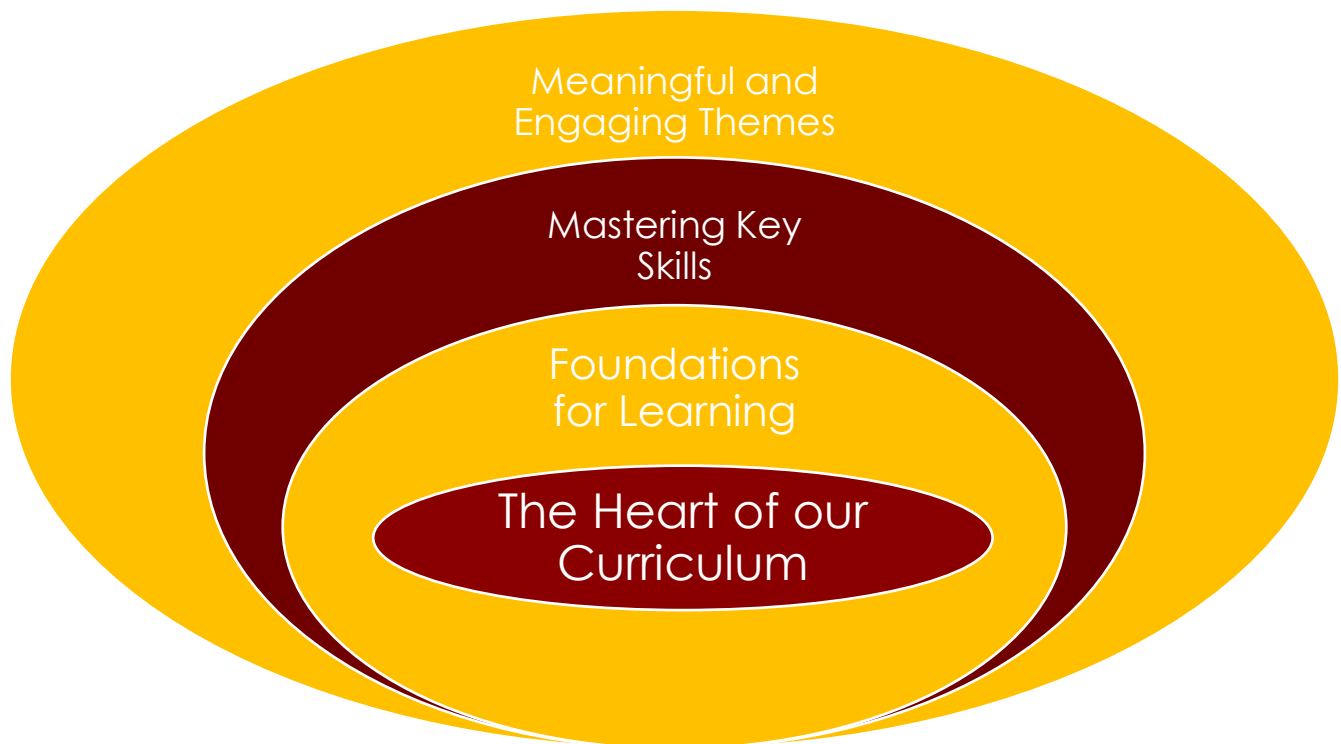 Meaningful and
Engaging Themes
Mastering Key
Skills
Foundations
for Learning
The Heart of our
Curriculum